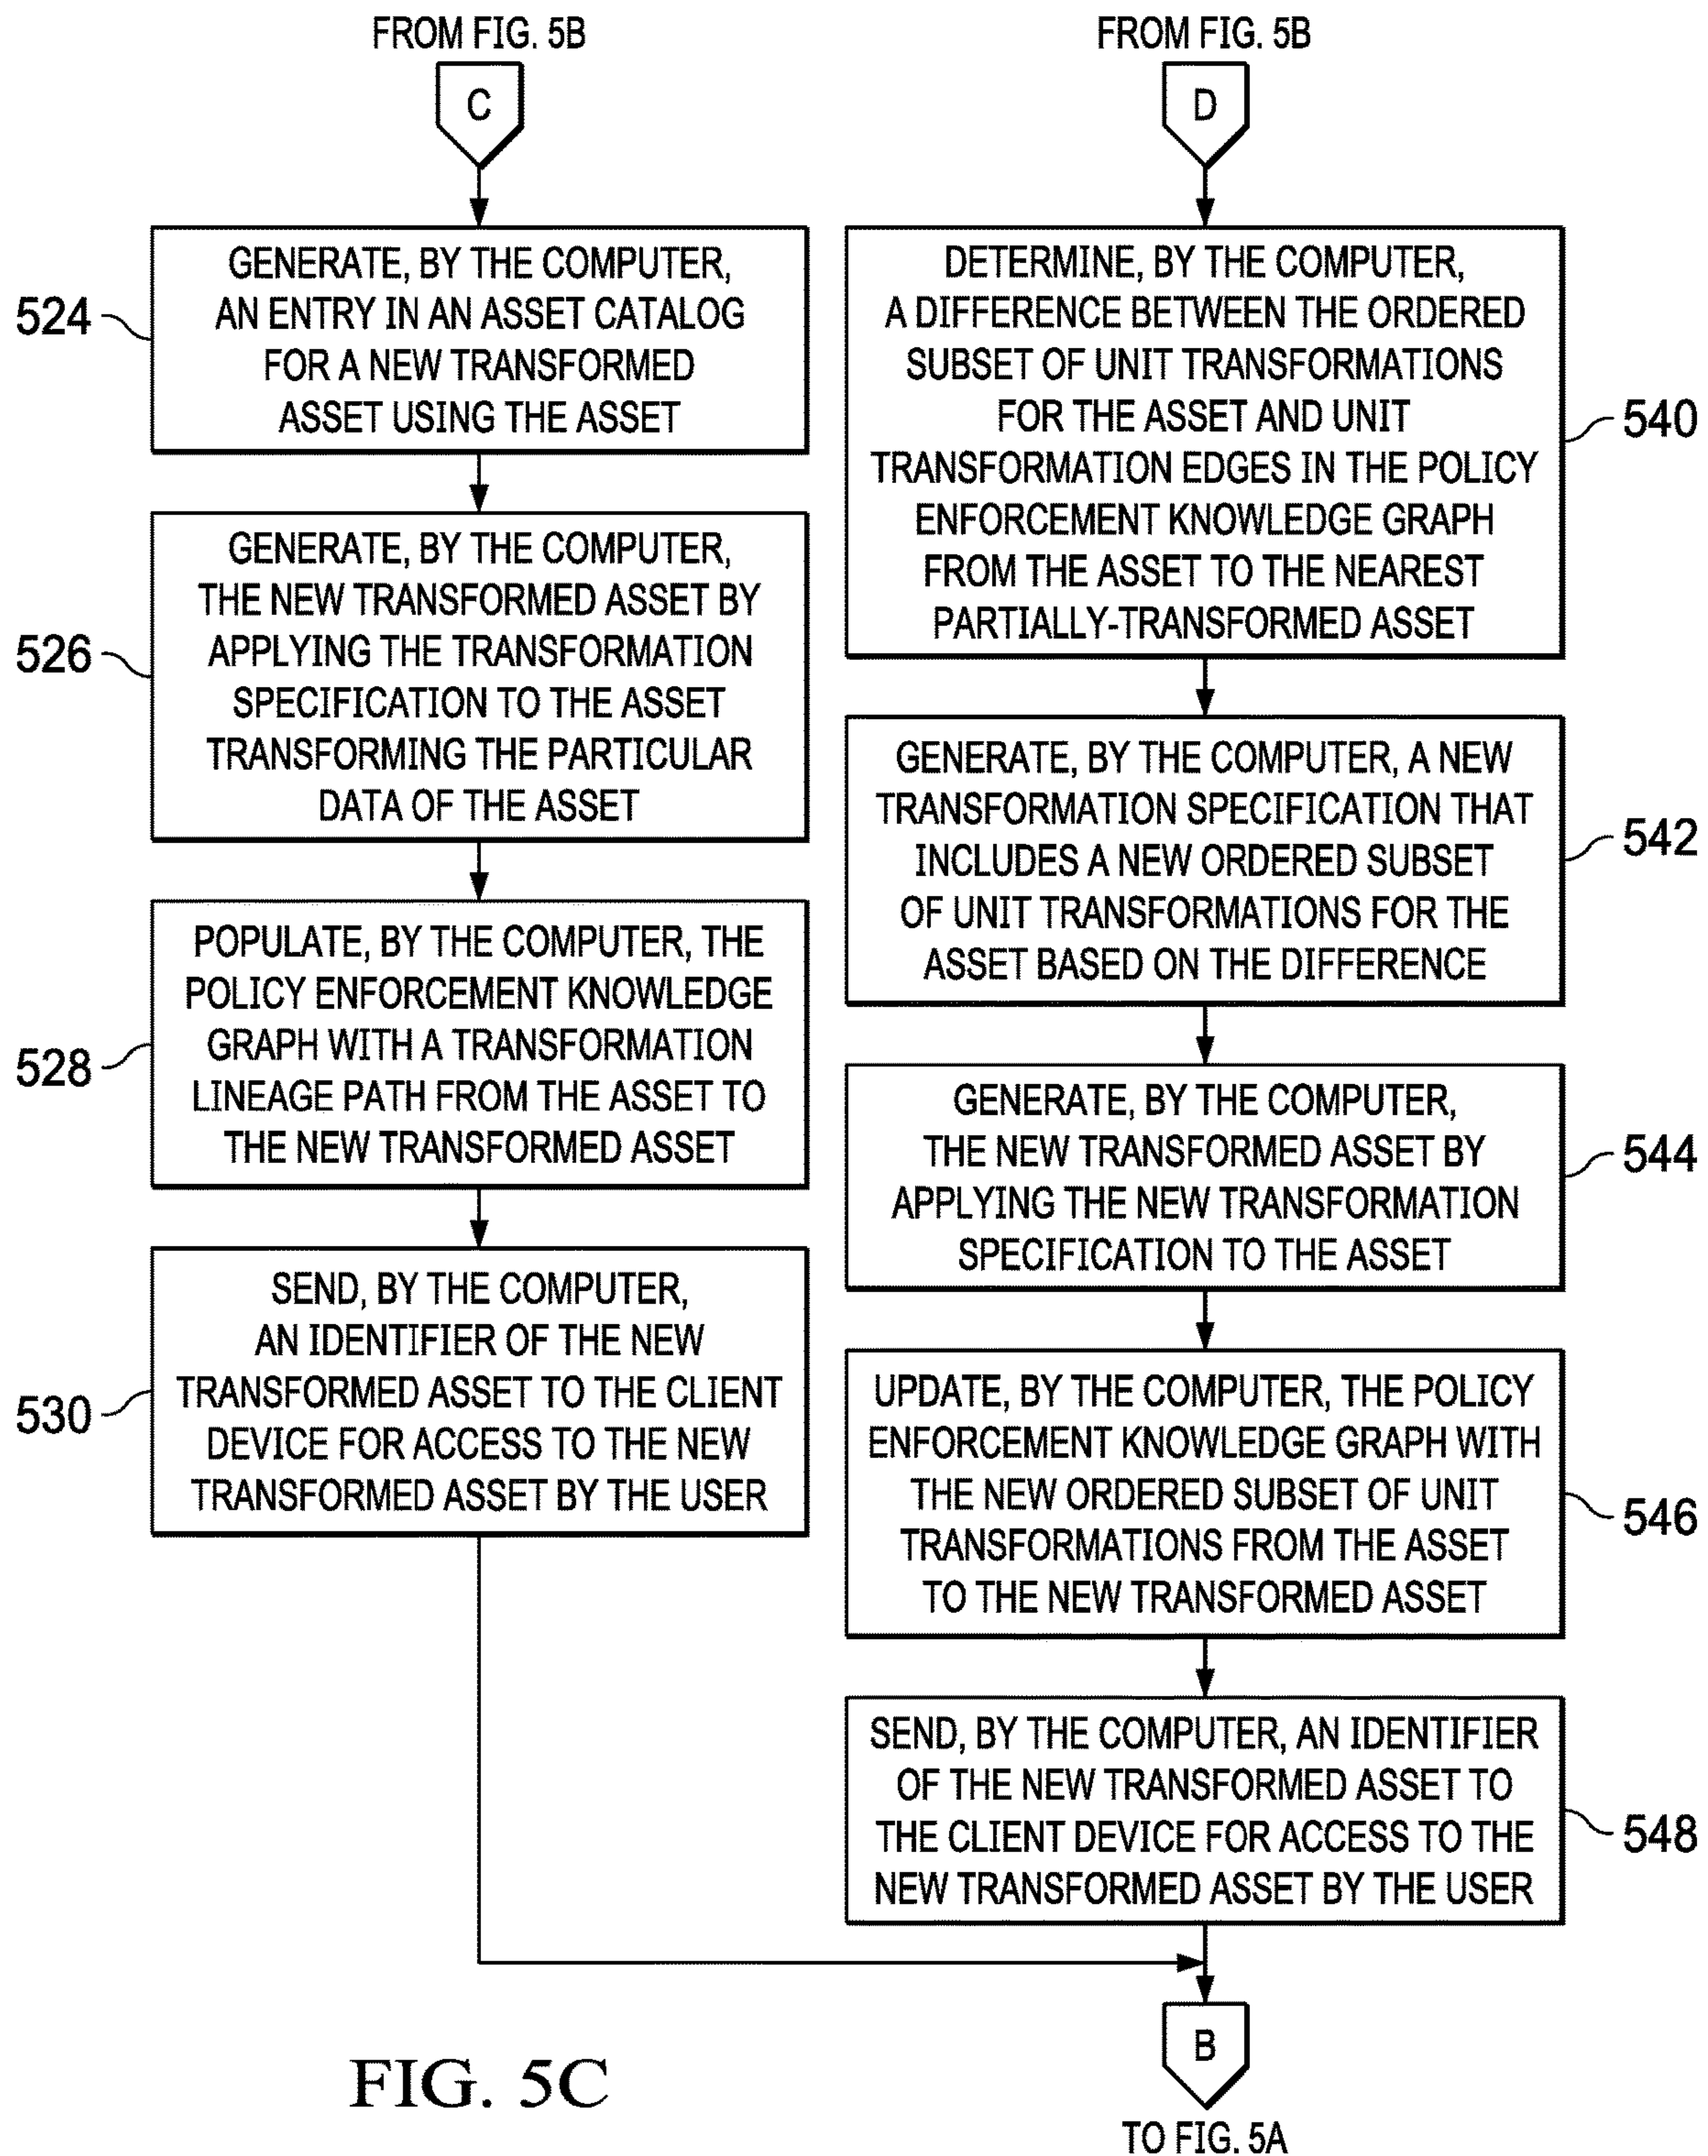 FROM FIG. 5B
C
524
GENERATE, BY THE COMPUTER,
AN ENTRY IN AN ASSET CATALOG
FOR A NEW TRANSFORMED
ASSET USING THE ASSET
526
GENERATE, BY THE COMPUTER,
THE NEW TRANSFORMED ASSET BY
APPLYING THE TRANSFORMATION
SPECIFICATION TO THE ASSET
TRANSFORMING THE PARTICULAR
DATA OF THE ASSET
528
POPULATE, BY THE COMPUTER, THE
POLICY ENFORCEMENT KNOWLEDGE
GRAPH WITH A TRANSFORMATION
LINEAGE PATH FROM THE ASSET TO
THE NEW TRANSFORMED ASSET
530
SEND, BY THE COMPUTER,
AN IDENTIFIER OF THE NEW
TRANSFORMED ASSET TO THE CLIENT
DEVICE FOR ACCESS TO THE NEW
TRANSFORMED ASSET BY THE USER
FROM FIG. 5B
D
DETERMINE, BY THE COMPUTER,
A DIFFERENCE BETWEEN THE ORDERED
SUBSET OF UNIT TRANSFORMATIONS
FOR THE ASSET AND UNIT
TRANSFORMATION EDGES IN THE POLICY
ENFORCEMENT KNOWLEDGE GRAPH
FROM THE ASSET TO THE NEAREST
PARTIALLY-TRANSFORMED ASSET
540
GENERATE, BY THE COMPUTER, A NEW
TRANSFORMATION SPECIFICATION THAT
INCLUDES A NEW ORDERED SUBSET
OF UNIT TRANSFORMATIONS FOR THE
ASSET BASED ON THE DIFFERENCE
542
GENERATE, BY THE COMPUTER,
THE NEW TRANSFORMED ASSET BY
APPLYING THE NEW TRANSFORMATION
SPECIFICATION TO THE ASSET
544
UPDATE, BY THE COMPUTER, THE POLICY
ENFORCEMENT KNOWLEDGE GRAPH WITH
THE NEW ORDERED SUBSET OF UNIT
TRANSFORMATIONS FROM THE ASSET
TO THE NEW TRANSFORMED ASSET
546
SEND, BY THE COMPUTER, AN IDENTIFIER
OF THE NEW TRANSFORMED ASSET TO
THE CLIENT DEVICE FOR ACCESS TO THE
NEW TRANSFORMED ASSET BY THE USER
548
B
TO FIG. 5A
FIG. 5C